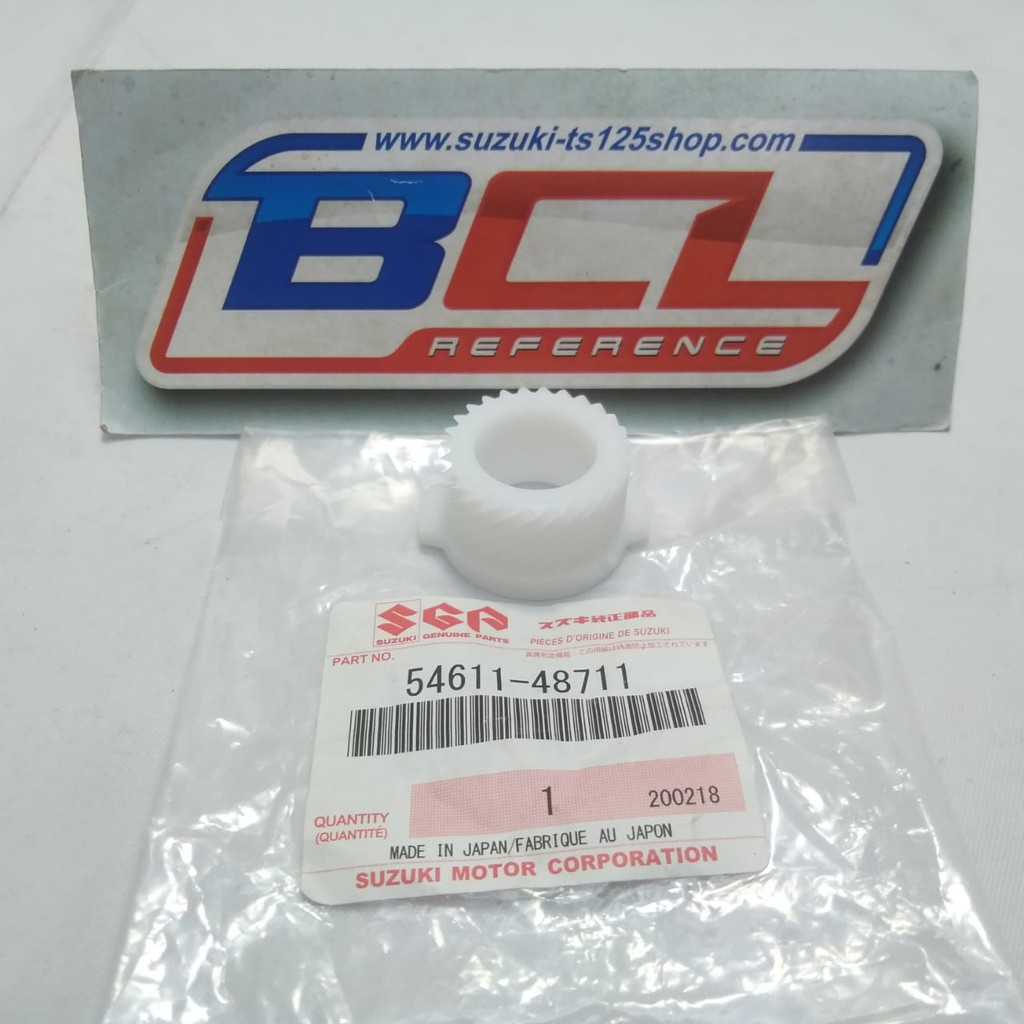 www.suzuki-ts125shop.com
BCL
REFERENCE
SGP
SUZUKI GENUINE PARTS
スズキ純正部品
PIÈCES D'ORIGINE DE SUZUKI
PART NO.
54611-48711
QUANTITY
(QUANTITÉ)
1
200218
MADE IN JAPAN/FABRIQUE AU JAPON
SUZUKI MOTOR CORPORATION